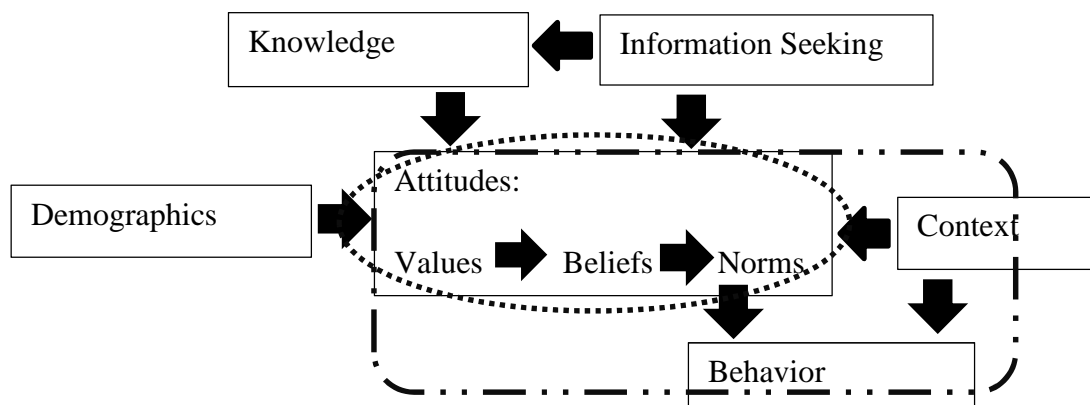 Knowledge
Information Seeking
Attitudes:
Demographics
Context
Values
Beliefs
Norms
Behavior